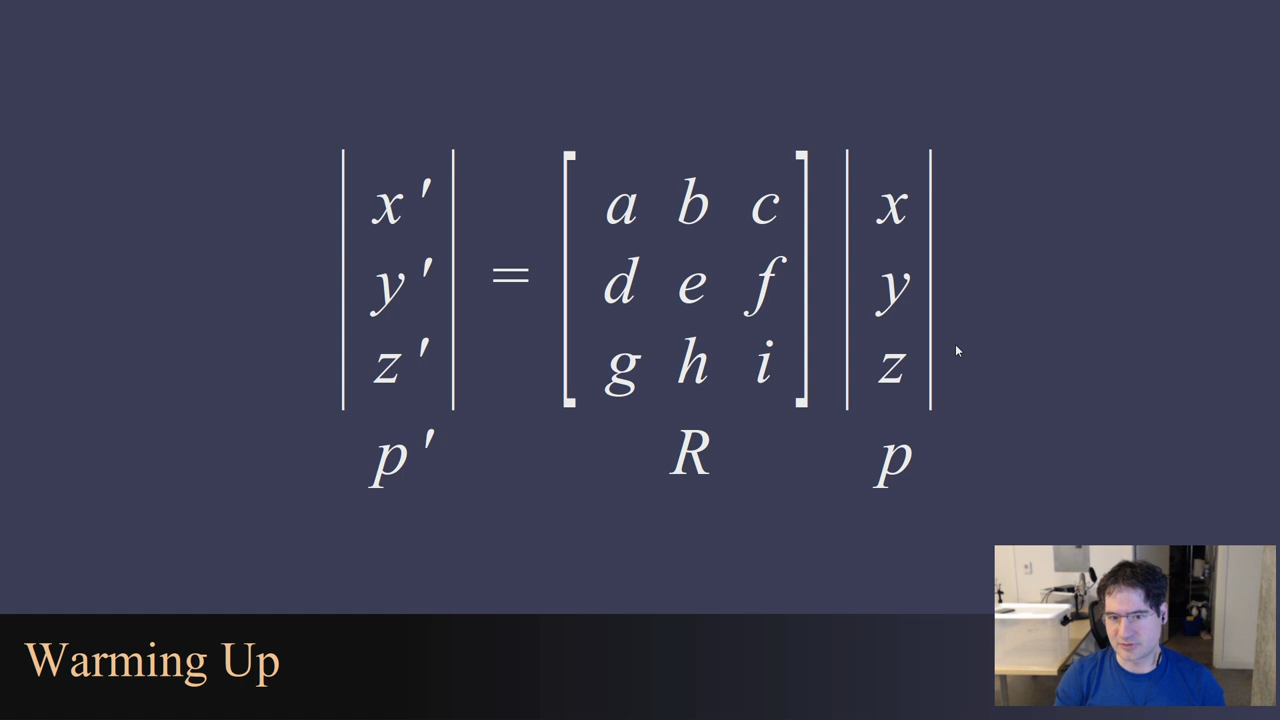 x′ = a b c x
y′ d e f y
z′ g h i z
p′ R p
Warming Up